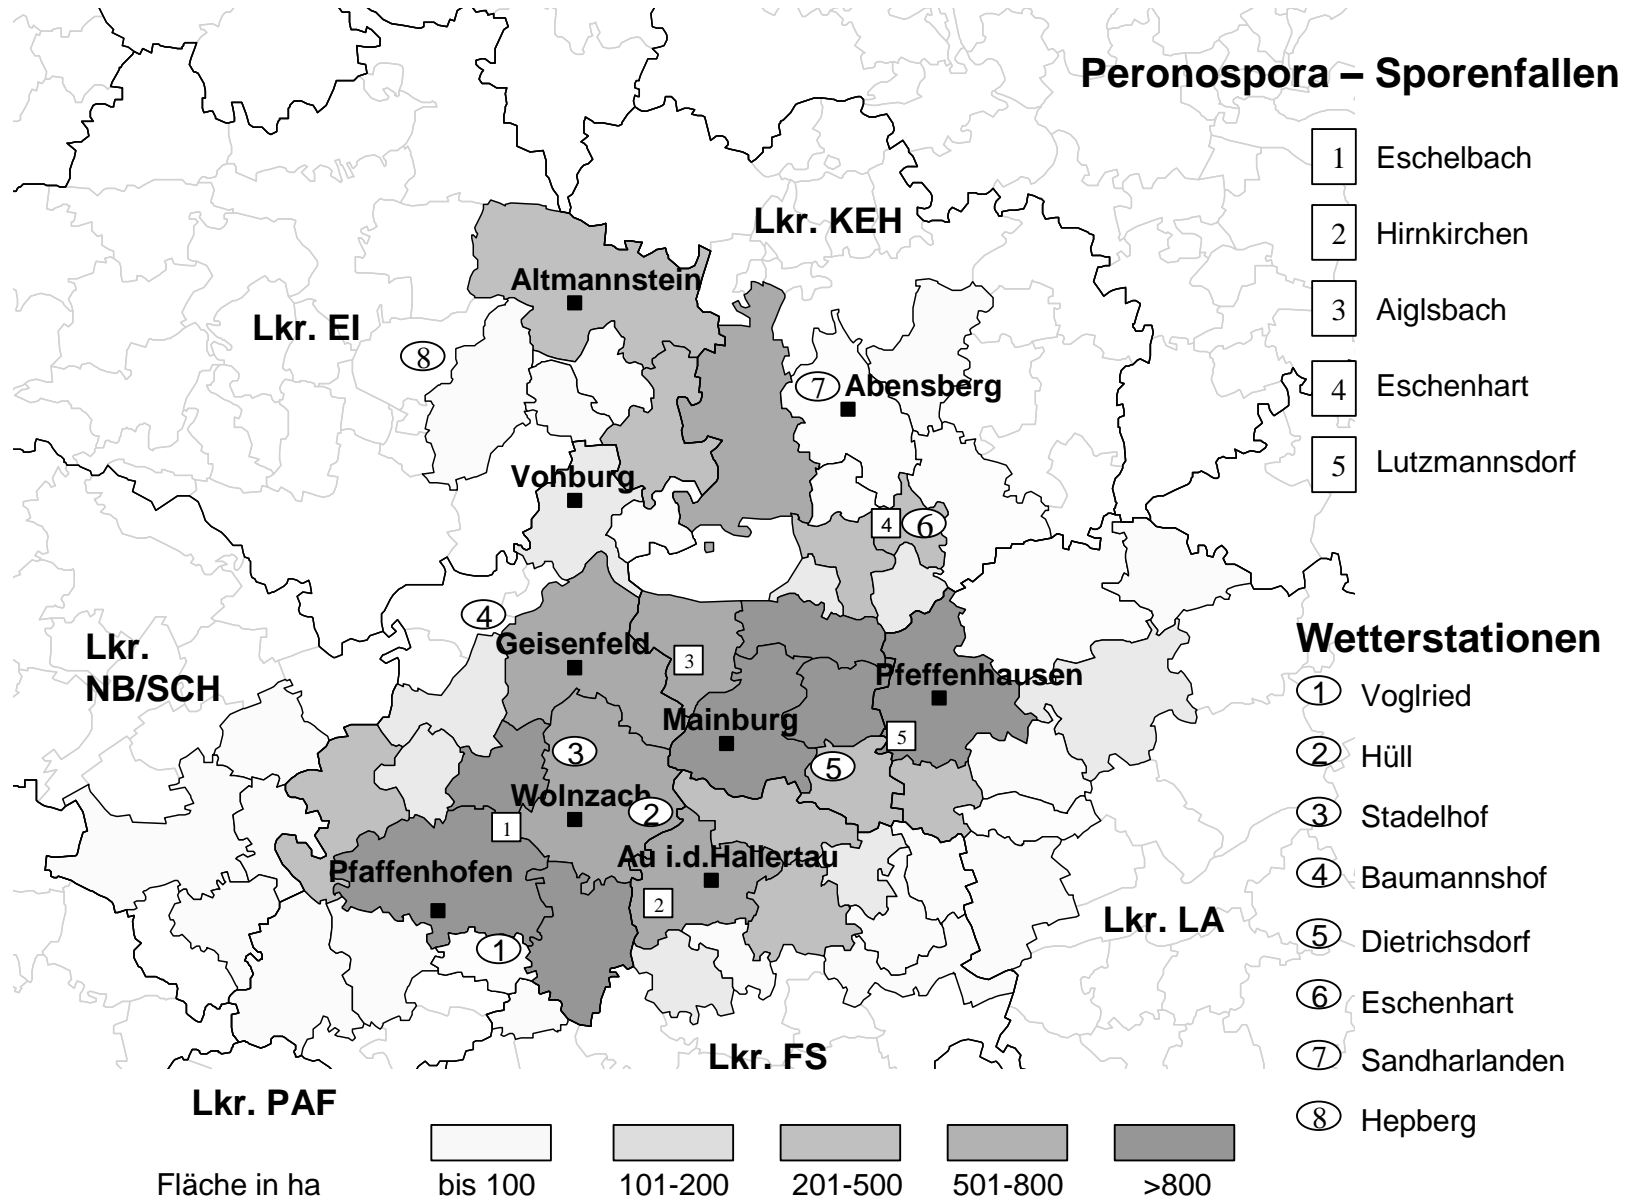 Peronospora – Sporenfallen
1 Eschelbach
2 Hirnkirchen
3 Aiglsbach
4 Eschenhart
5 Lutzmannsdorf
Lkr. KEH
Altmannstein
Lkr. EI
8
7 Abensberg
Vohburg
4 6
4
Geisenfeld
3
Lkr.
NB/SCH
Pfeffenhausen
Mainburg
5
3
5
Wolnzach
2
1
Au i.d.Hallertau
Pfaffenhofen
2
1
Lkr. LA
Lkr. FS
Lkr. PAF
Wetterstationen
1 Voglried
2 Hüll
3 Stadelhof
4 Baumannshof
5 Dietrichsdorf
6 Eschenhart
7 Sandharlanden
8 Hepberg
Fläche in ha bis 100 101-200 201-500 501-800 >800